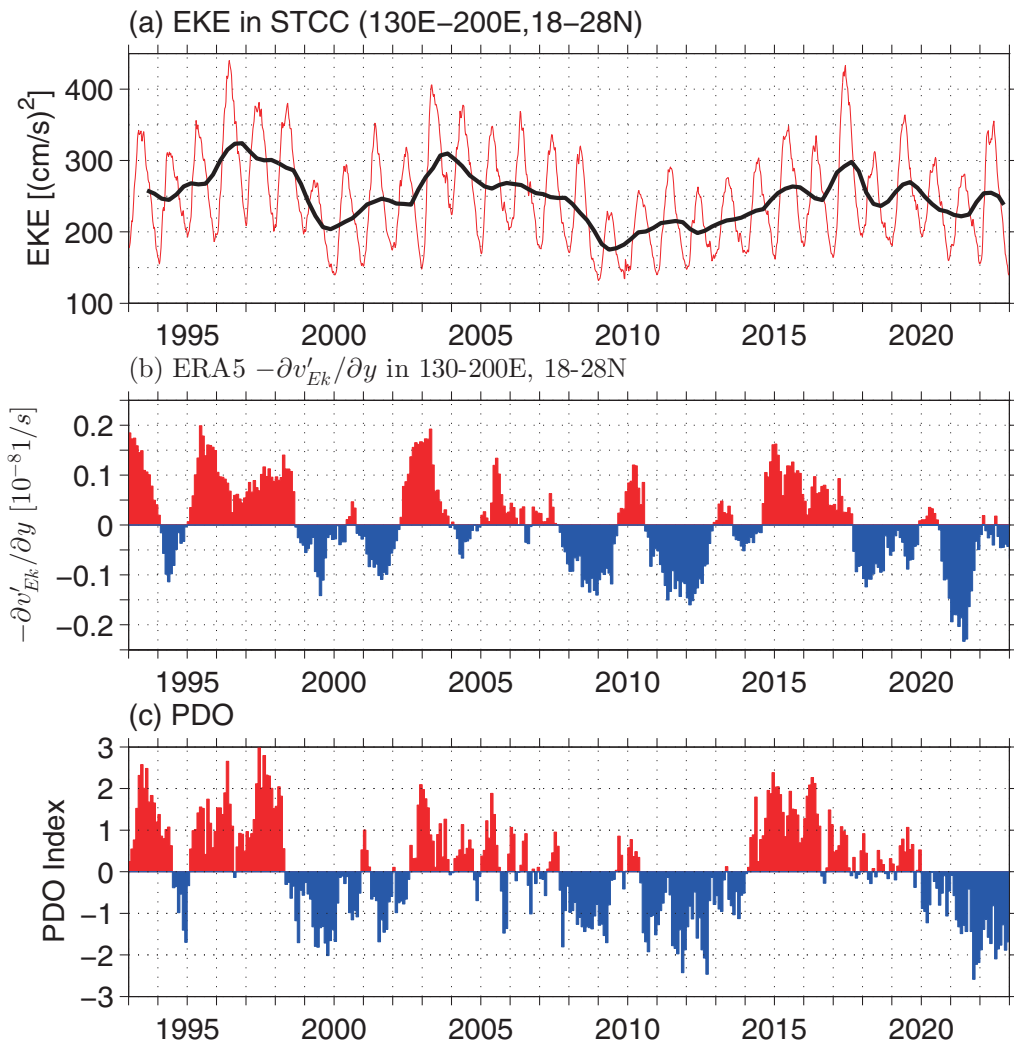 (a) EKE in STCC (130E−200E,18−28N)
EKE [(cm/s)²]
400
300
200
100
1995 2000 2005 2010 2015 2020
(b) ERA5 −∂v′_Ek/∂y in 130-200E, 18-28N
−∂v′_Ek/∂y [10⁻⁸1/s]
0.2
0.1
0
−0.1
−0.2
1995 2000 2005 2010 2015 2020
(c) PDO
PDO Index
3
2
1
0
−1
−2
−3
1995 2000 2005 2010 2015 2020